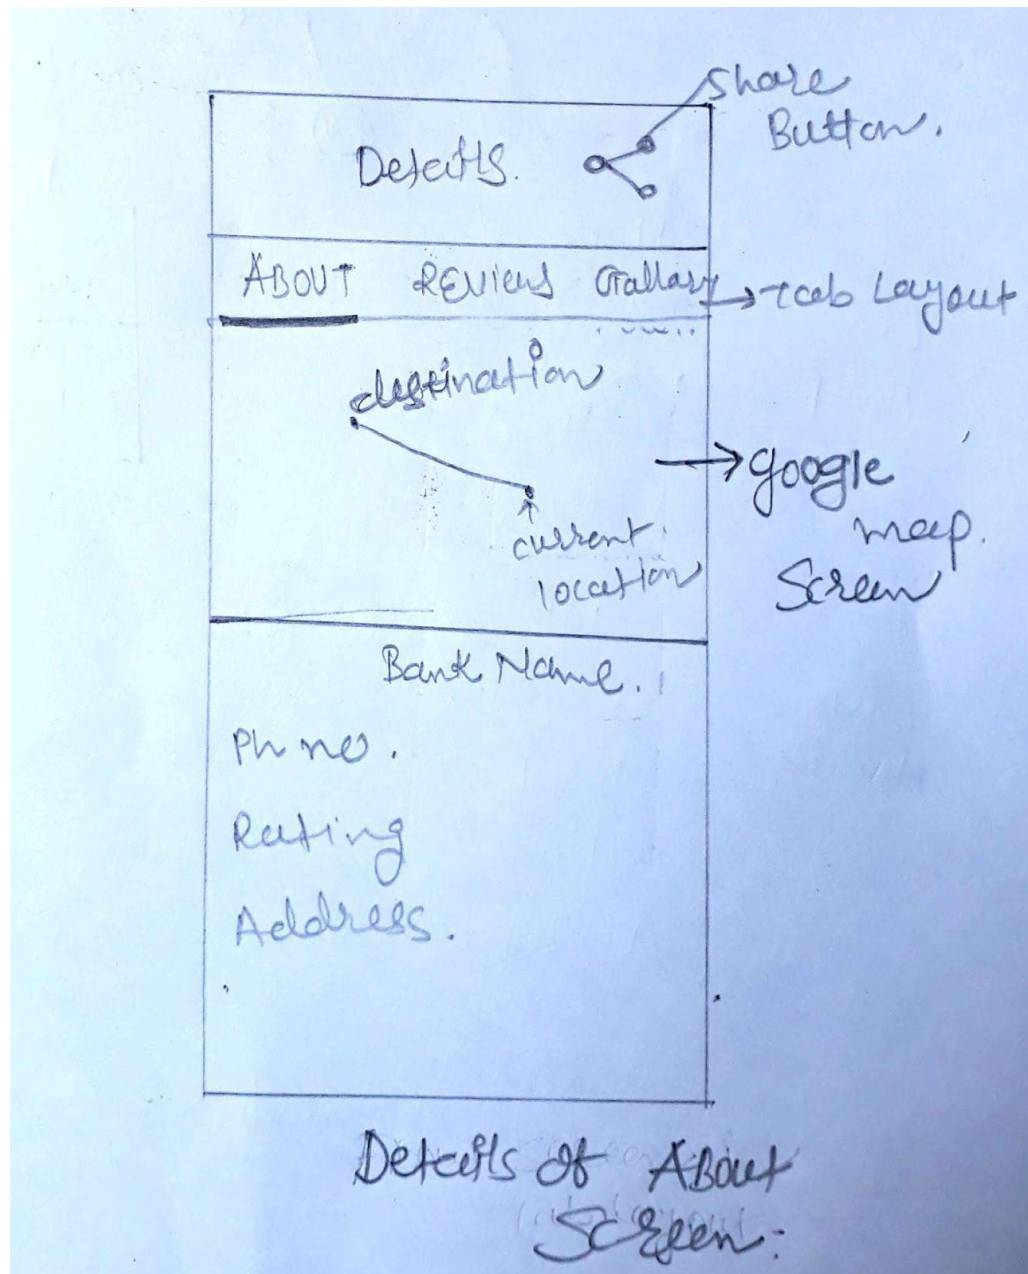 Share
Button.
Details.
ABOUT Reviews Gallary
→ Tab Layout
destination
→ google
map.
Screen
current
location
Bank Name.
Ph no.
Rating
Address.
Details of About
Screen: